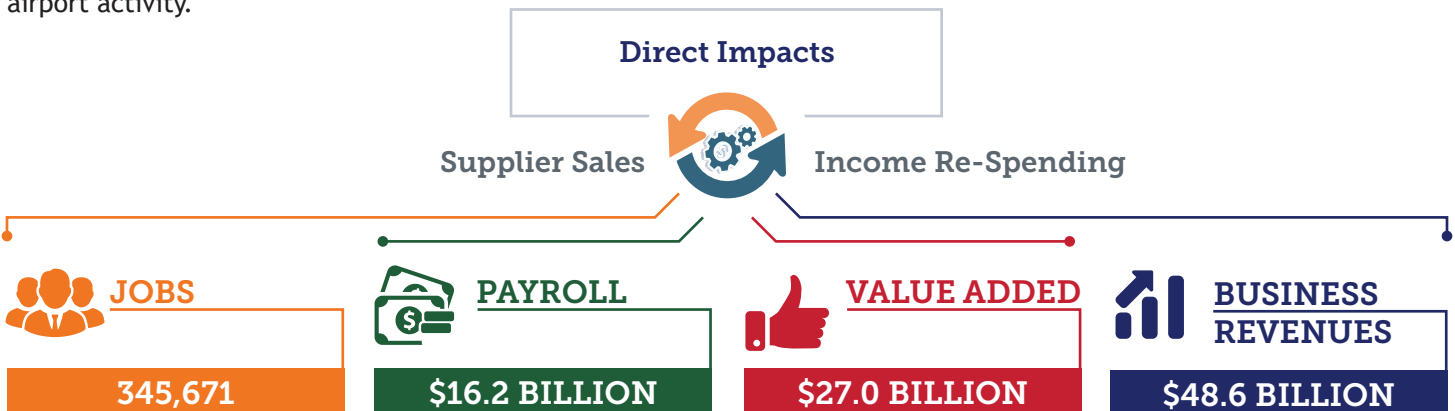 airport activity.
Direct Impacts
Supplier Sales
Income Re-Spending
JOBS
345,671
PAYROLL
$16.2 BILLION
VALUE ADDED
$27.0 BILLION
BUSINESS
REVENUES
$48.6 BILLION